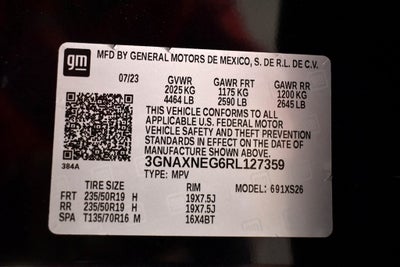 gm MFD BY GENERAL MOTORS DE MEXICO, S. DE R.L. DE C.V.
07/23 GVWR GAWR FRT GAWR RR
2025 KG 1175 KG 1200 KG
4464 LB 2590 LB 2645 LB
THIS VEHICLE CONFORMS TO ALL
APPLICABLE U.S. FEDERAL MOTOR
VEHICLE SAFETY AND THEFT PREVENTION
STANDARDS IN EFFECT ON THE DATE OF
MANUFACTURE SHOWN ABOVE.
3GNAXNEG6RL127359
384A TYPE: MPV
TIRE SIZE RIM MODEL: 691XS26
FRT 235/50R19 H 19X7.5J
RR 235/50R19 H 19X7.5J
SPA T135/70R16 M 16X4BT